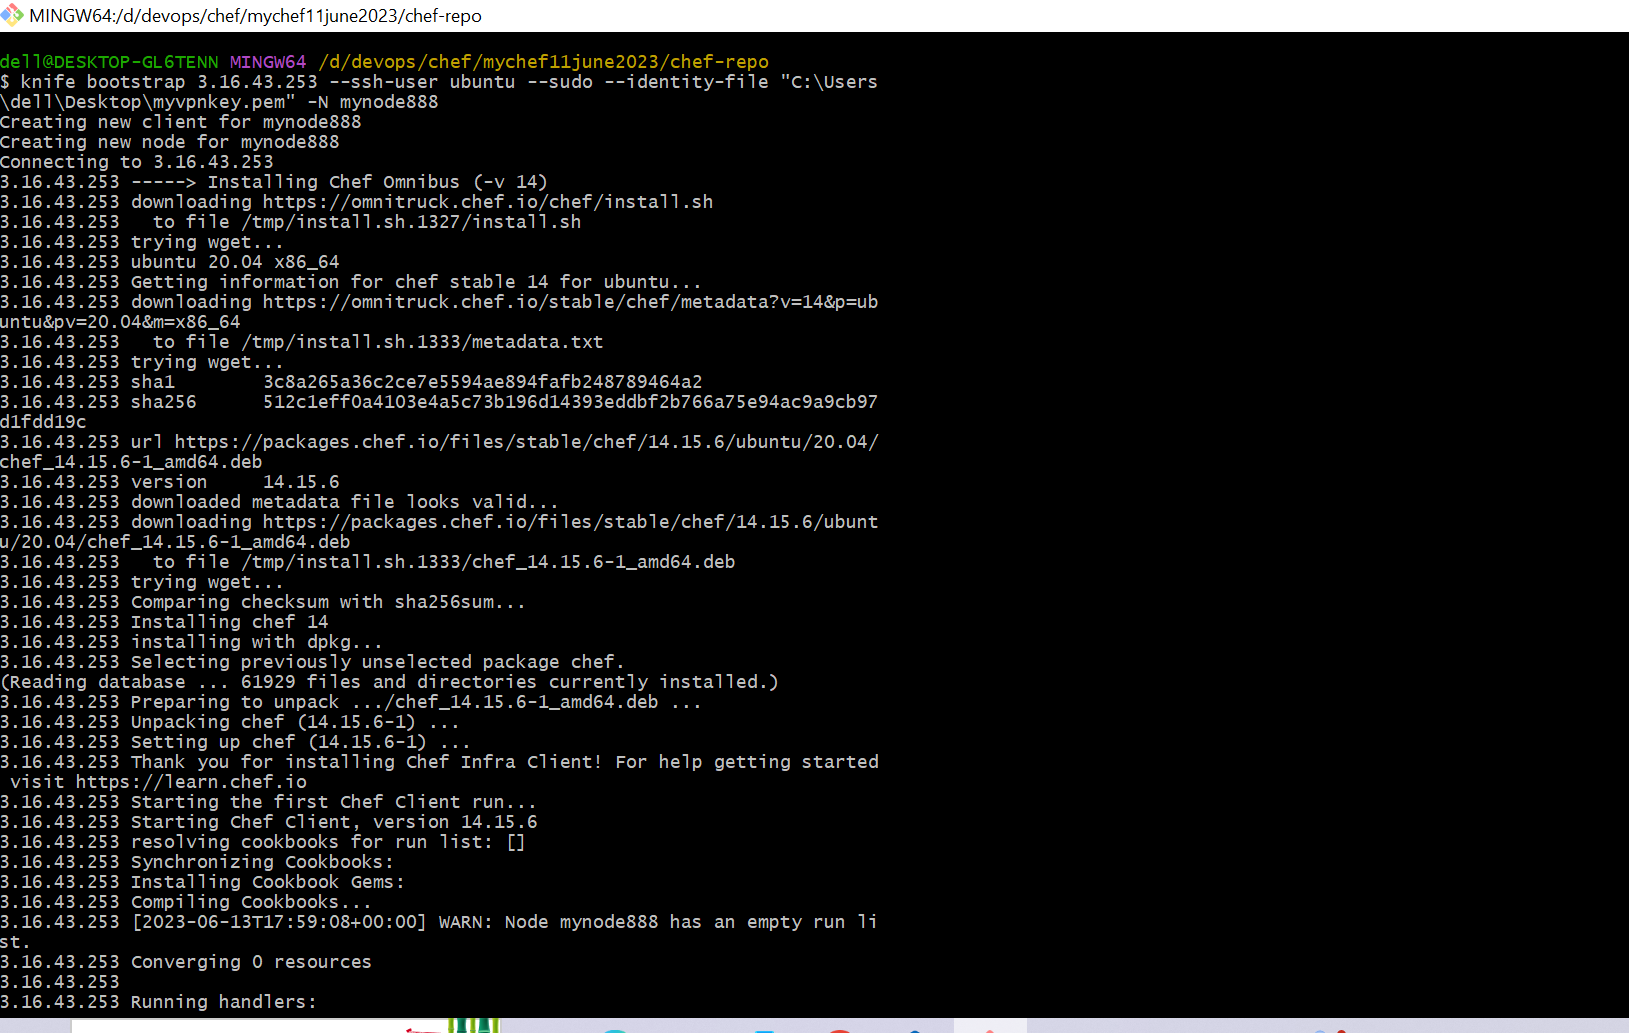 MINGW64:/d/devops/chef/mychef11june2023/chef-repo
dell@DESKTOP-GL6TENN MINGW64 /d/devops/chef/mychef11june2023/chef-repo
$ knife bootstrap 3.16.43.253 --ssh-user ubuntu --sudo --identity-file "C:\Users
\dell\Desktop\myvpnkey.pem" -N mynode888
Creating new client for mynode888
Creating new node for mynode888
Connecting to 3.16.43.253
3.16.43.253 -----> Installing Chef Omnibus (-v 14)
3.16.43.253 downloading https://omnitruck.chef.io/chef/install.sh
3.16.43.253   to file /tmp/install.sh.1327/install.sh
3.16.43.253 trying wget...
3.16.43.253 ubuntu 20.04 x86_64
3.16.43.253 Getting information for chef stable 14 for ubuntu...
3.16.43.253 downloading https://omnitruck.chef.io/stable/chef/metadata?v=14&p=ub
untu&pv=20.04&m=x86_64
3.16.43.253   to file /tmp/install.sh.1333/metadata.txt
3.16.43.253 trying wget...
3.16.43.253 sha1        3c8a265a36c2ce7e5594ae894fafb248789464a2
3.16.43.253 sha256      512c1eff0a4103e4a5c73b196d14393eddbf2b766a75e94ac9a9cb97
d1fdd19c
3.16.43.253 url https://packages.chef.io/files/stable/chef/14.15.6/ubuntu/20.04/
chef_14.15.6-1_amd64.deb
3.16.43.253 version     14.15.6
3.16.43.253 downloaded metadata file looks valid...
3.16.43.253 downloading https://packages.chef.io/files/stable/chef/14.15.6/ubunt
u/20.04/chef_14.15.6-1_amd64.deb
3.16.43.253   to file /tmp/install.sh.1333/chef_14.15.6-1_amd64.deb
3.16.43.253 trying wget...
3.16.43.253 Comparing checksum with sha256sum...
3.16.43.253 Installing chef 14
3.16.43.253 installing with dpkg...
3.16.43.253 Selecting previously unselected package chef.
(Reading database ... 61929 files and directories currently installed.)
3.16.43.253 Preparing to unpack .../chef_14.15.6-1_amd64.deb ...
3.16.43.253 Unpacking chef (14.15.6-1) ...
3.16.43.253 Setting up chef (14.15.6-1) ...
3.16.43.253 Thank you for installing Chef Infra Client! For help getting started
 visit https://learn.chef.io
3.16.43.253 Starting the first Chef Client run...
3.16.43.253 Starting Chef Client, version 14.15.6
3.16.43.253 resolving cookbooks for run list: []
3.16.43.253 Synchronizing Cookbooks:
3.16.43.253 Installing Cookbook Gems:
3.16.43.253 Compiling Cookbooks...
3.16.43.253 [2023-06-13T17:59:08+00:00] WARN: Node mynode888 has an empty run li
st.
3.16.43.253 Converging 0 resources
3.16.43.253
3.16.43.253 Running handlers: